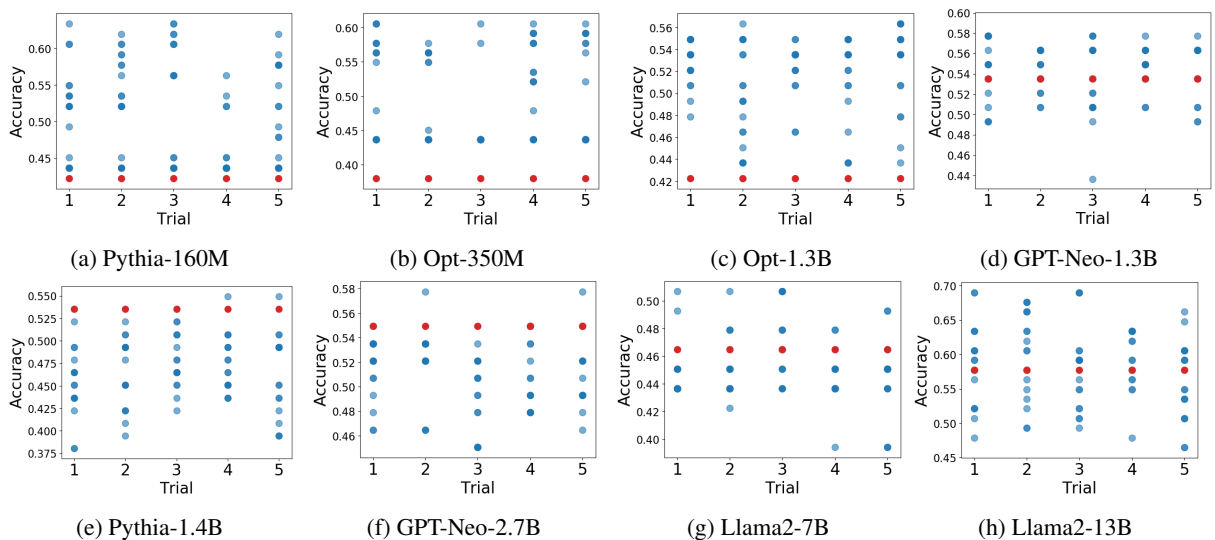 0.60
0.55
0.50
0.45
Accuracy
1 2 3 4 5
Trial
(a) Pythia-160M
0.60
0.55
0.50
0.45
0.40
Accuracy
1 2 3 4 5
Trial
(b) Opt-350M
0.56
0.54
0.52
0.50
0.48
0.46
0.44
0.42
Accuracy
1 2 3 4 5
Trial
(c) Opt-1.3B
0.60
0.58
0.56
0.54
0.52
0.50
0.48
0.46
0.44
Accuracy
1 2 3 4 5
Trial
(d) GPT-Neo-1.3B
0.550
0.525
0.500
0.475
0.450
0.425
0.400
0.375
Accuracy
1 2 3 4 5
Trial
(e) Pythia-1.4B
0.58
0.56
0.54
0.52
0.50
0.48
0.46
Accuracy
1 2 3 4 5
Trial
(f) GPT-Neo-2.7B
0.50
0.48
0.46
0.44
0.42
0.40
Accuracy
1 2 3 4 5
Trial
(g) Llama2-7B
0.70
0.65
0.60
0.55
0.50
0.45
Accuracy
1 2 3 4 5
Trial
(h) Llama2-13B